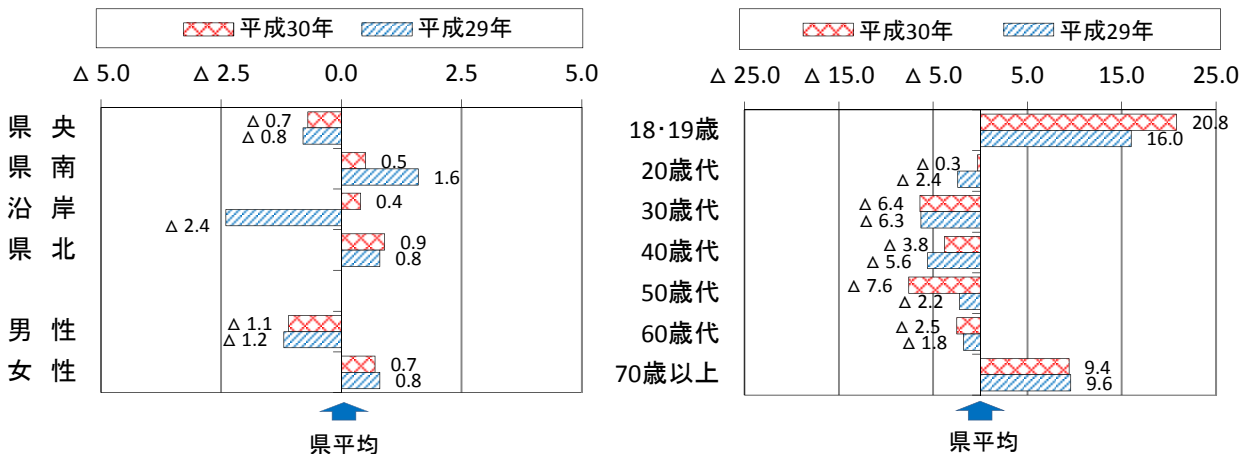 平成30年 平成29年
△ 5.0 △ 2.5 0.0 2.5 5.0
県 央 △ 0.7
△ 0.8
県 南 0.5
1.6
沿 岸 0.4
△ 2.4
県 北 0.9
0.8
男 性 △ 1.1
△ 1.2
女 性 0.7
0.8
県平均
平成30年 平成29年
△ 25.0 △ 15.0 △ 5.0 5.0 15.0 25.0
18・19歳 20.8
16.0
20歳代 △ 0.3
△ 2.4
30歳代 △ 6.4
△ 6.3
40歳代 △ 3.8
△ 5.6
50歳代 △ 7.6
△ 2.2
60歳代 △ 2.5
△ 1.8
70歳以上 9.4
9.6
県平均